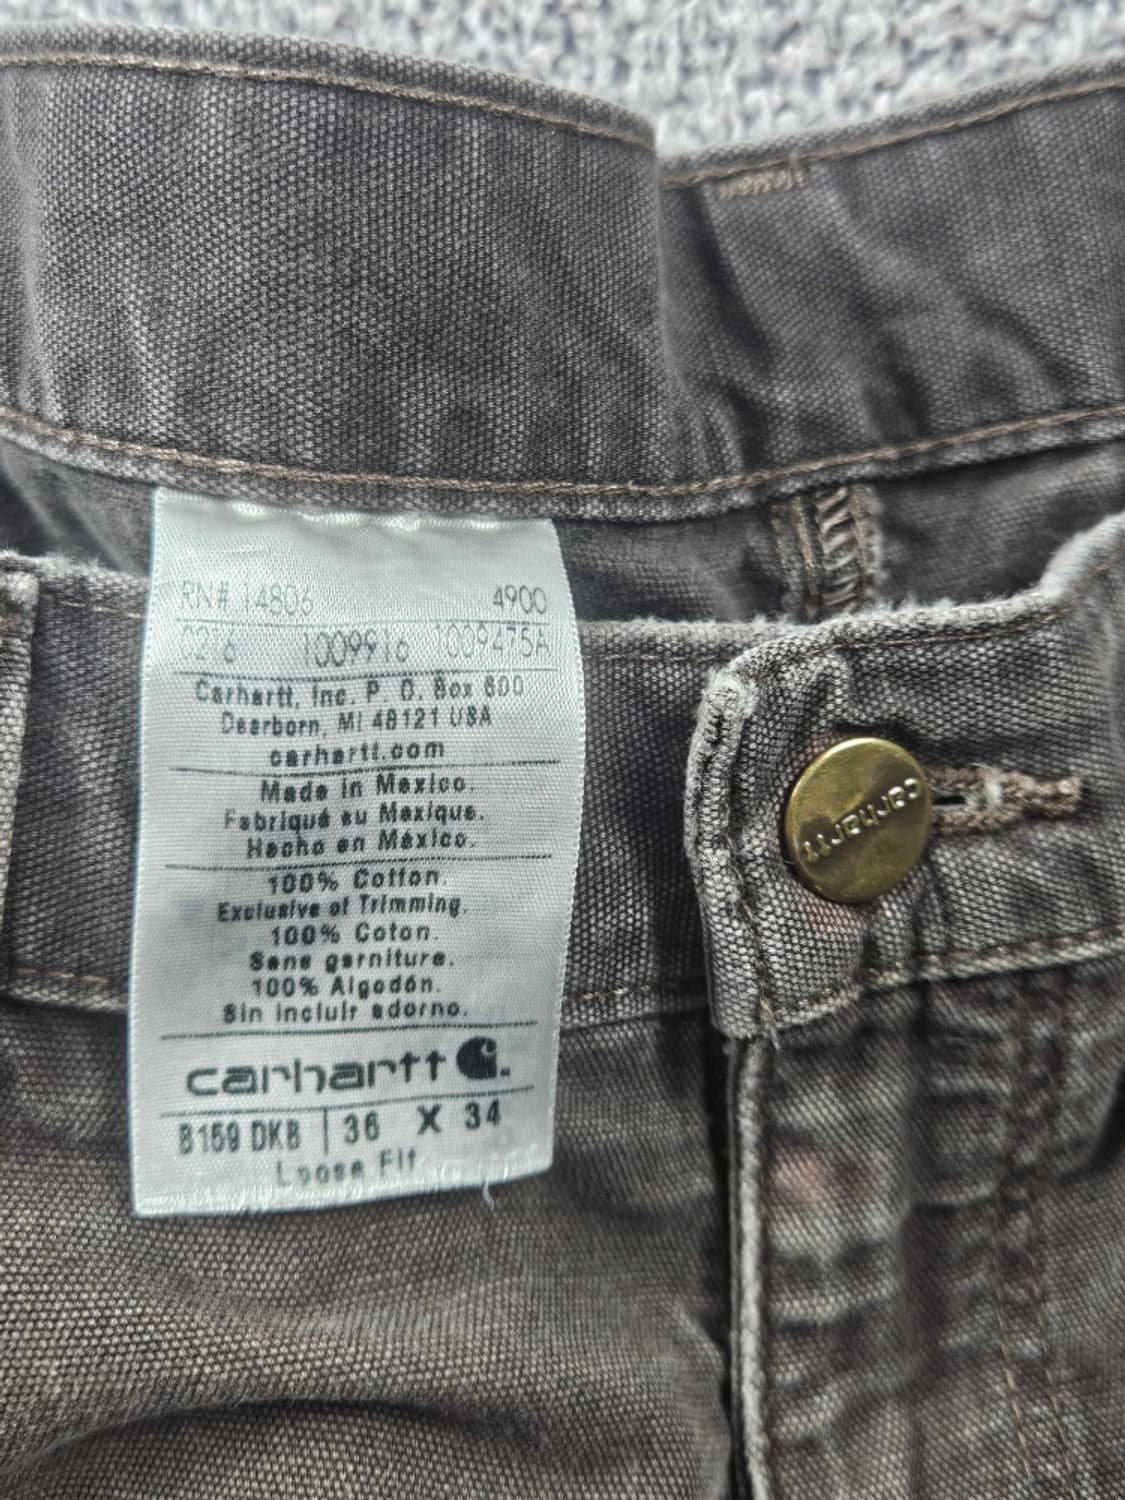 RN# 14806 4900
0216 1009916 1009475A
Carhartt, Inc. P. O. Box 600
Dearborn, MI 48121 USA
carhartt.com
Made in Mexico.
Fabriqué au Mexique.
Hecho en México.
100% Cotton.
Exclusive of Trimming.
100% Coton.
Sans garniture.
100% Algodón.
Sin incluir adorno.
carhartt
B159 DKB | 36 X 34
Loose Fit
carhartt